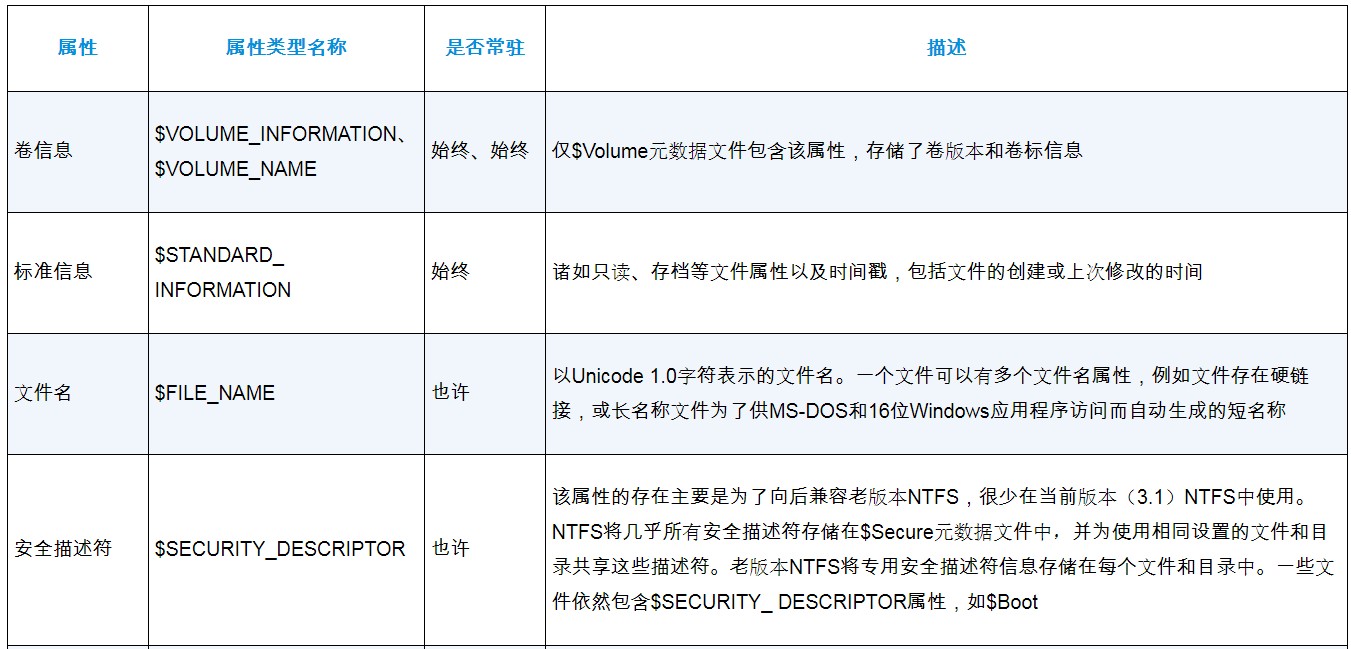 属性 属性类型名称 是否常驻 描述
卷信息
$VOLUME_INFORMATION、
$VOLUME_NAME
始终、始终
仅$Volume元数据文件包含该属性，存储了卷版本和卷标信息
标准信息
$STANDARD_
INFORMATION
始终
诸如只读、存档等文件属性以及时间戳，包括文件的创建或上次修改的时间
文件名
$FILE_NAME
也许
以Unicode 1.0字符表示的文件名。一个文件可以有多个文件名属性，例如文件存在硬链
接，或长名称文件为了供MS-DOS和16位Windows应用程序访问而自动生成的短名称
安全描述符
$SECURITY_DESCRIPTOR
也许
该属性的存在主要是为了向后兼容老版本NTFS，很少在当前版本（3.1）NTFS中使用。
NTFS将几乎所有安全描述符存储在$Secure元数据文件中，并为使用相同设置的文件和目
录共享这些描述符。老版本NTFS将专用安全描述符信息存储在每个文件和目录中。一些文
件依然包含$SECURITY_ DESCRIPTOR属性，如$Boot